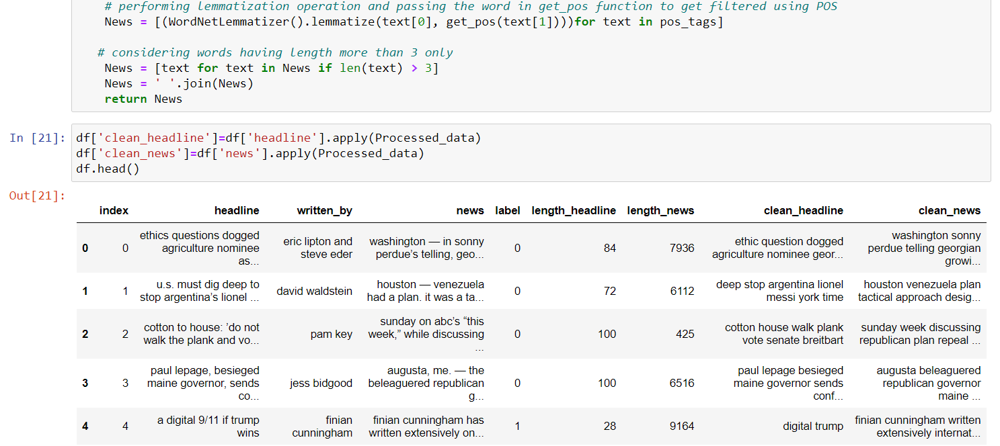 # performing lemmatization operation and passing the word in get_pos function to get filtered using POS
News = [(WordNetLemmatizer().lemmatize(text[0], get_pos(text[1])))for text in pos_tags]
# considering words having length more than 3 only
News = [text for text in News if len(text) > 3]
News = ' '.join(News)
return News
In [21]: df['clean_headline']=df['headline'].apply(Processed_data)
df['clean_news']=df['news'].apply(Processed_data)
df.head()
Out[21]:
index headline written_by news label length_headline length_news clean_headline clean_news
0 0 ethics questions dogged agriculture nominee as... eric lipton and steve eder washington — in sonny perdue’s telling, geo... 0 84 7936 ethic question dogged agriculture nominee geor... washington sonny perdue telling georgian growi...
1 1 u.s. must dig deep to stop argentina’s lionel ... david waldstein houston — venezuela had a plan. it was a ta... 0 72 6112 deep stop argentina lionel messi york time houston venezuela plan tactical approach desig...
2 2 cotton to house: ’do not walk the plank and vo... pam key sunday on abc’s “this week,” while discussing ... 0 100 425 cotton house walk plank vote senate breitbart sunday week discussing republican plan repeal ...
3 3 paul lepage, besieged maine governor, sends co... jess bidgood augusta, me. — the beleaguered republican g... 0 100 6516 paul lepage besieged maine governor sends conf... augusta beleaguered republican governor maine ...
4 4 a digital 9/11 if trump wins finian cunningham finian cunningham has written extensively on... 1 28 9164 digital trump finian cunningham written extensively internat...